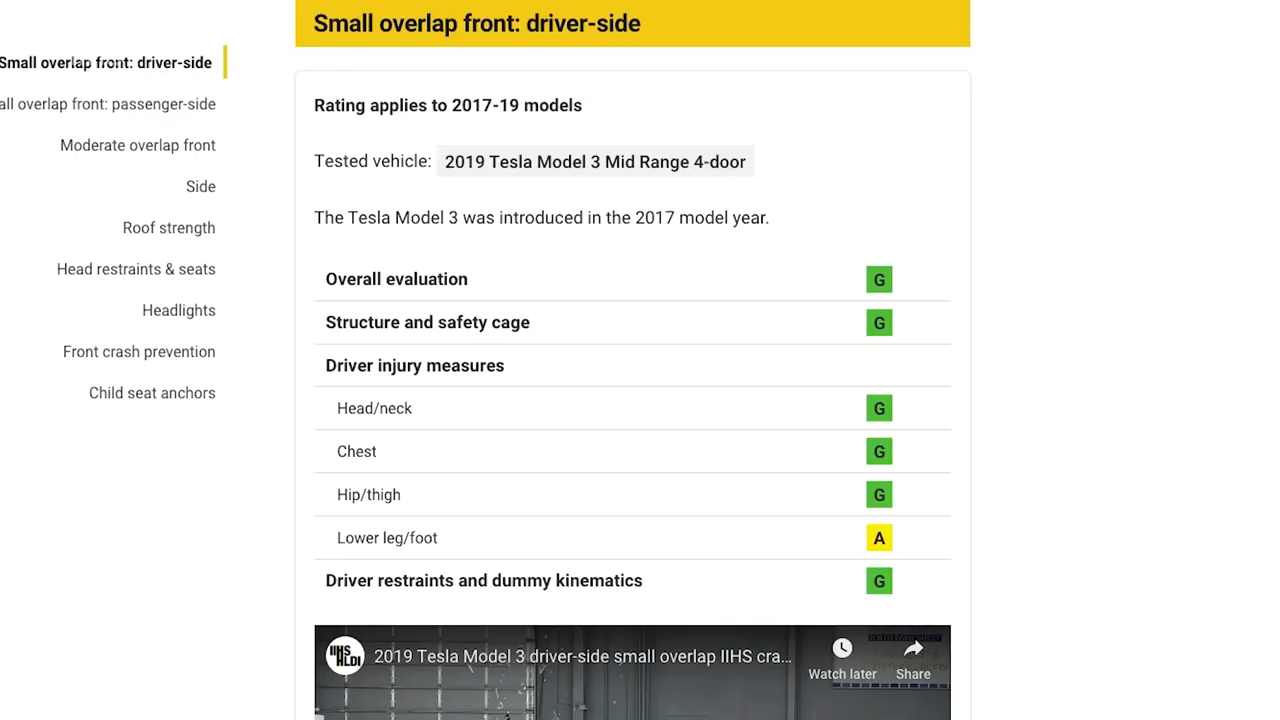 Small overlap front: driver-side
Small overlap front: driver-side
all overlap front: passenger-side
Moderate overlap front
Side
Roof strength
Head restraints & seats
Headlights
Front crash prevention
Child seat anchors
Rating applies to 2017-19 models
Tested vehicle: 2019 Tesla Model 3 Mid Range 4-door
The Tesla Model 3 was introduced in the 2017 model year.
Overall evaluation G
Structure and safety cage G
Driver injury measures
Head/neck G
Chest G
Hip/thigh G
Lower leg/foot A
Driver restraints and dummy kinematics G
IIHS
HLDI
2019 Tesla Model 3 driver-side small overlap IIHS cra...
Watch later
Share